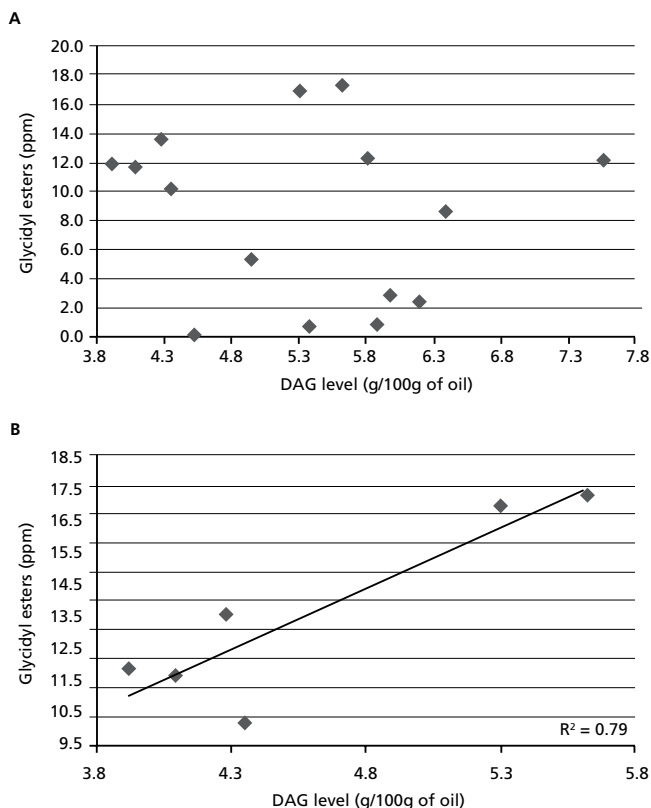 A
20.0
18.0
16.0
14.0
12.0
10.0
8.0
6.0
4.0
2.0
0.0
Glycidyl esters (ppm)
3.8 4.3 4.8 5.3 5.8 6.3 6.8 7.3 7.8
DAG level (g/100g of oil)
B
18.5
17.5
16.5
15.5
14.5
13.5
12.5
11.5
10.5
9.5
Glycidyl esters (ppm)
R² = 0.79
3.8 4.3 4.8 5.3 5.8
DAG level (g/100g of oil)